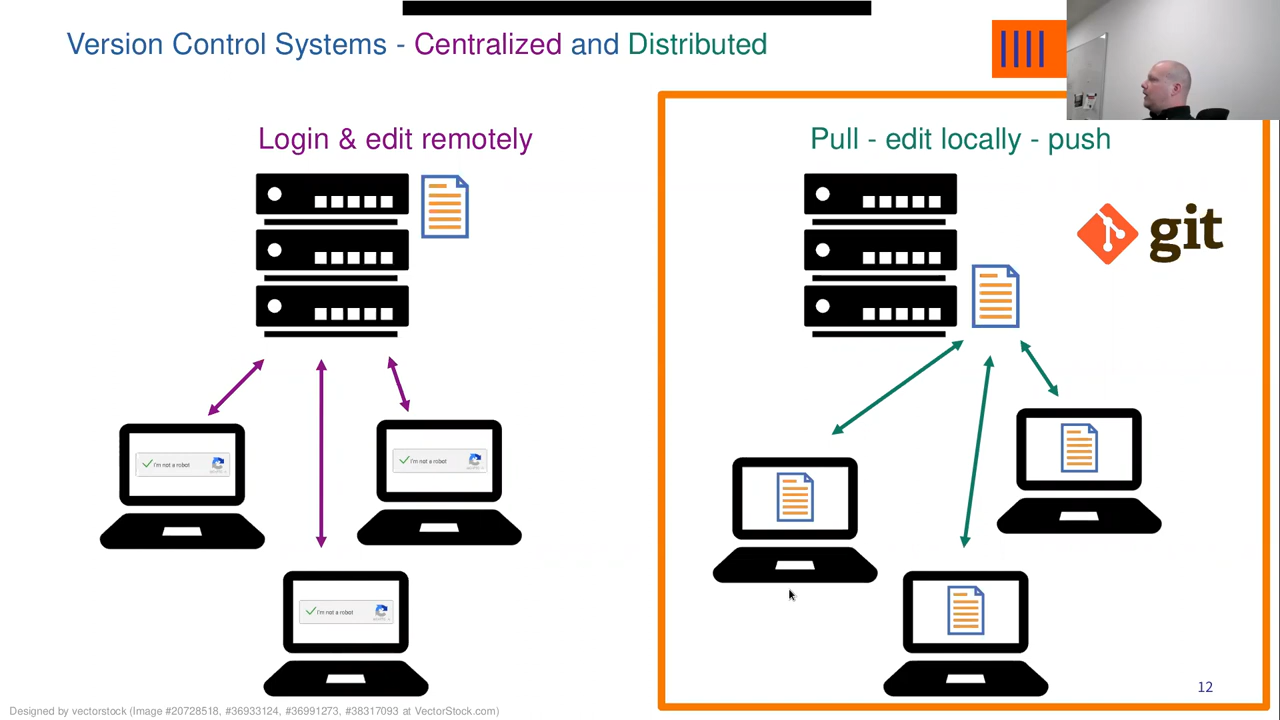 Version Control Systems - Centralized and Distributed
Login & edit remotely
Pull - edit locally - push
git
I'm not a robot
I'm not a robot
I'm not a robot
12
Designed by vectorstock (Image #20728518, #36933124, #36991273, #38317093 at VectorStock.com)